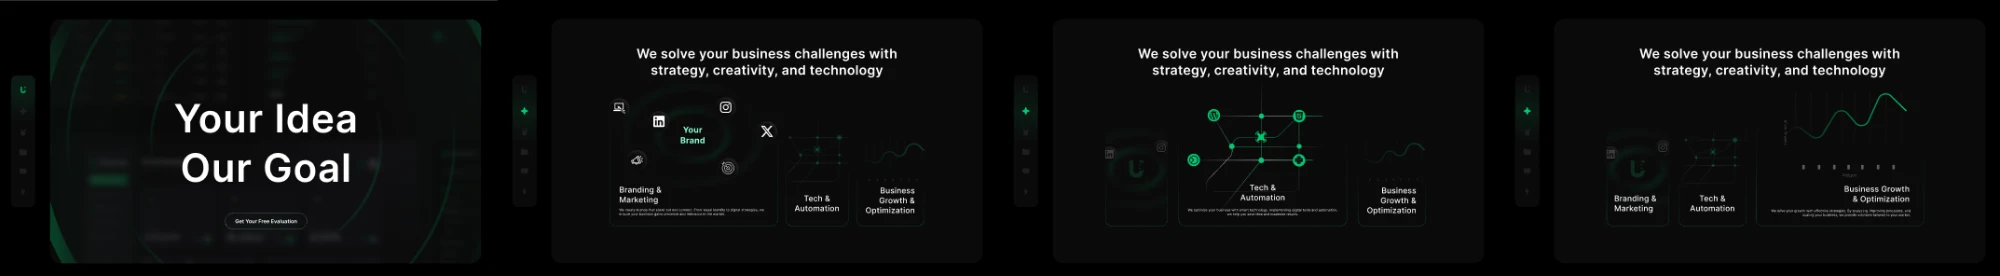 Your Idea
Our Goal
Get Your Free Evaluation
We solve your business challenges with
strategy, creativity, and technology
Your
Brand
Branding &
Marketing
Tech &
Automation
Business
Growth &
Optimization
We solve your business challenges with
strategy, creativity, and technology
Tech &
Automation
Business
Growth &
Optimization
We solve your business challenges with
strategy, creativity, and technology
Branding &
Marketing
Tech &
Automation
Business Growth
& Optimization